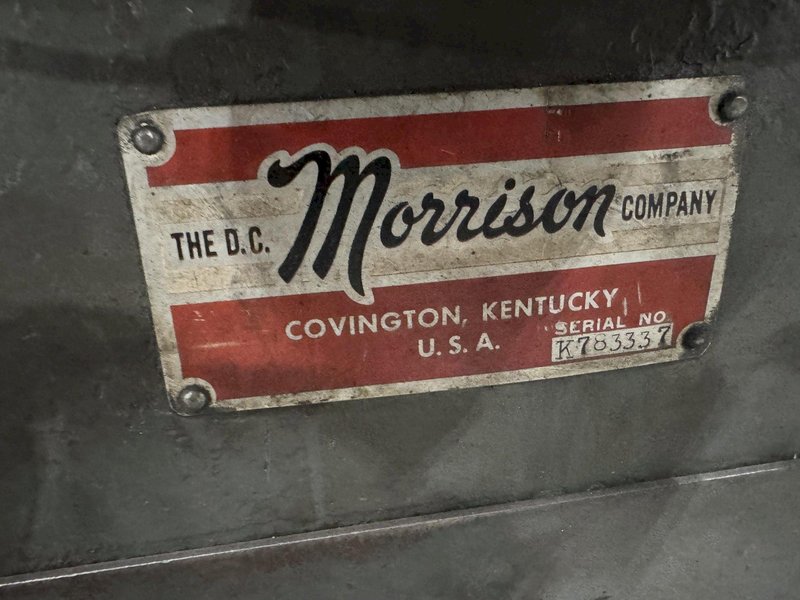 THE D.C. Morrison COMPANY
COVINGTON, KENTUCKY
U. S. A.
SERIAL NO
K783337